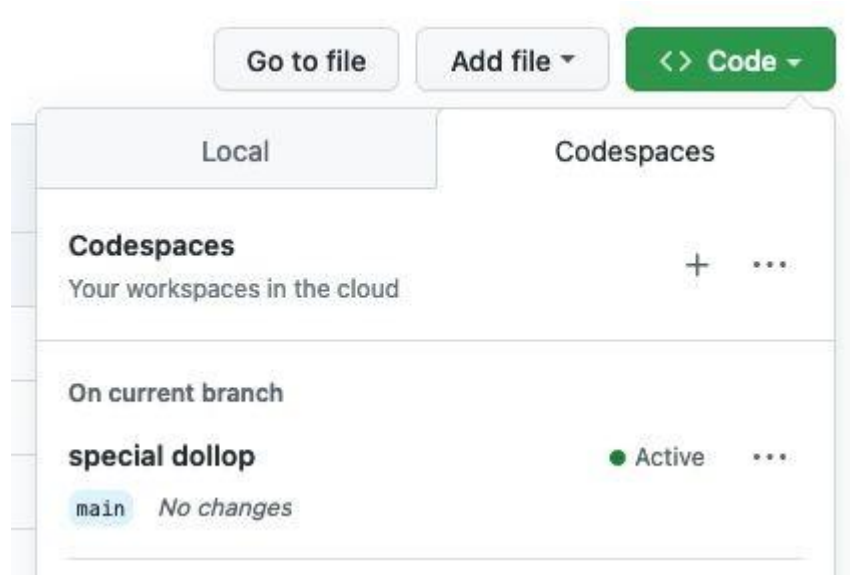 Go to file Add file <> Code
Local Codespaces
Codespaces
Your workspaces in the cloud
On current branch
special dollop Active
main No changes